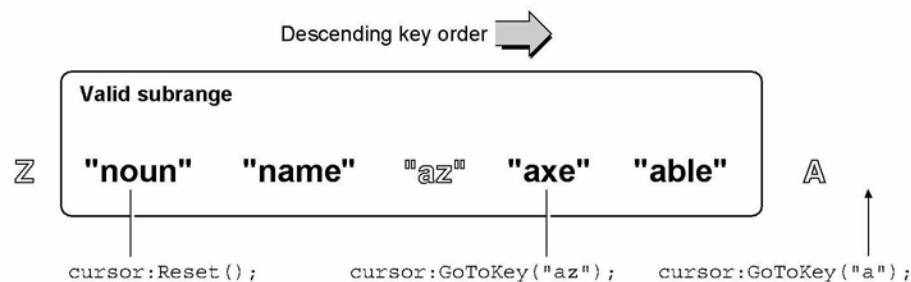 Descending key order
Valid subrange
Z "noun" "name" "az" "axe" "able" A
cursor:Reset(); cursor:GoToKey("az"); cursor:GoToKey("a");